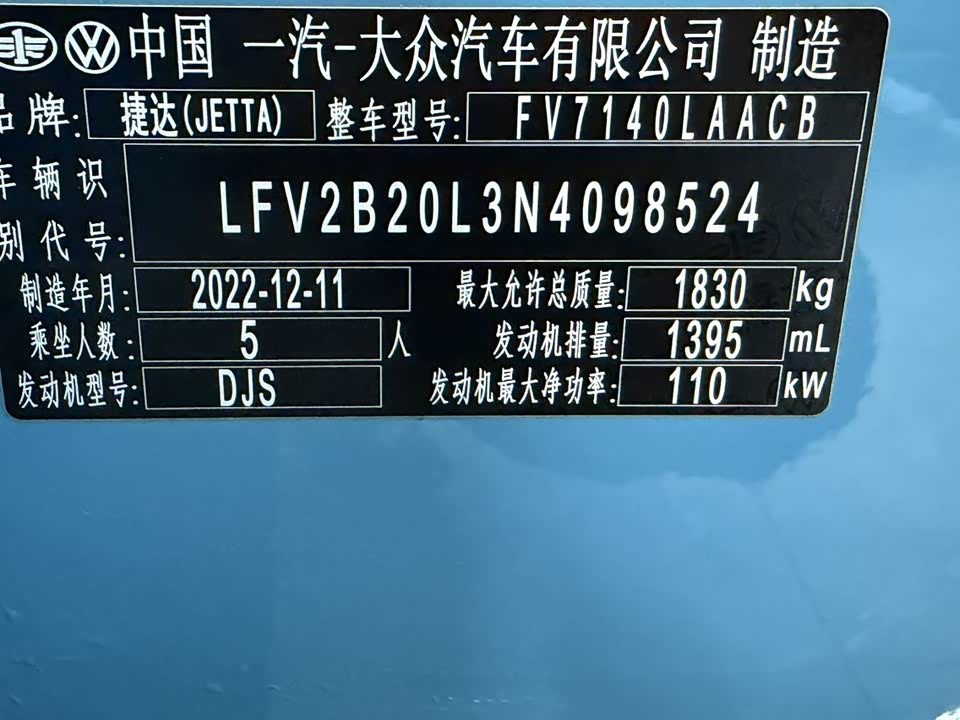 中国 一汽-大众汽车有限公司 制造
品牌: 捷达(JETTA) 整车型号: FV7140LAACB
车辆识别代号: LFV2B20L3N4098524
制造年月: 2022-12-11 最大允许总质量: 1830 kg
乘坐人数: 5 人 发动机排量: 1395 mL
发动机型号: DJS 发动机最大净功率: 110 kW